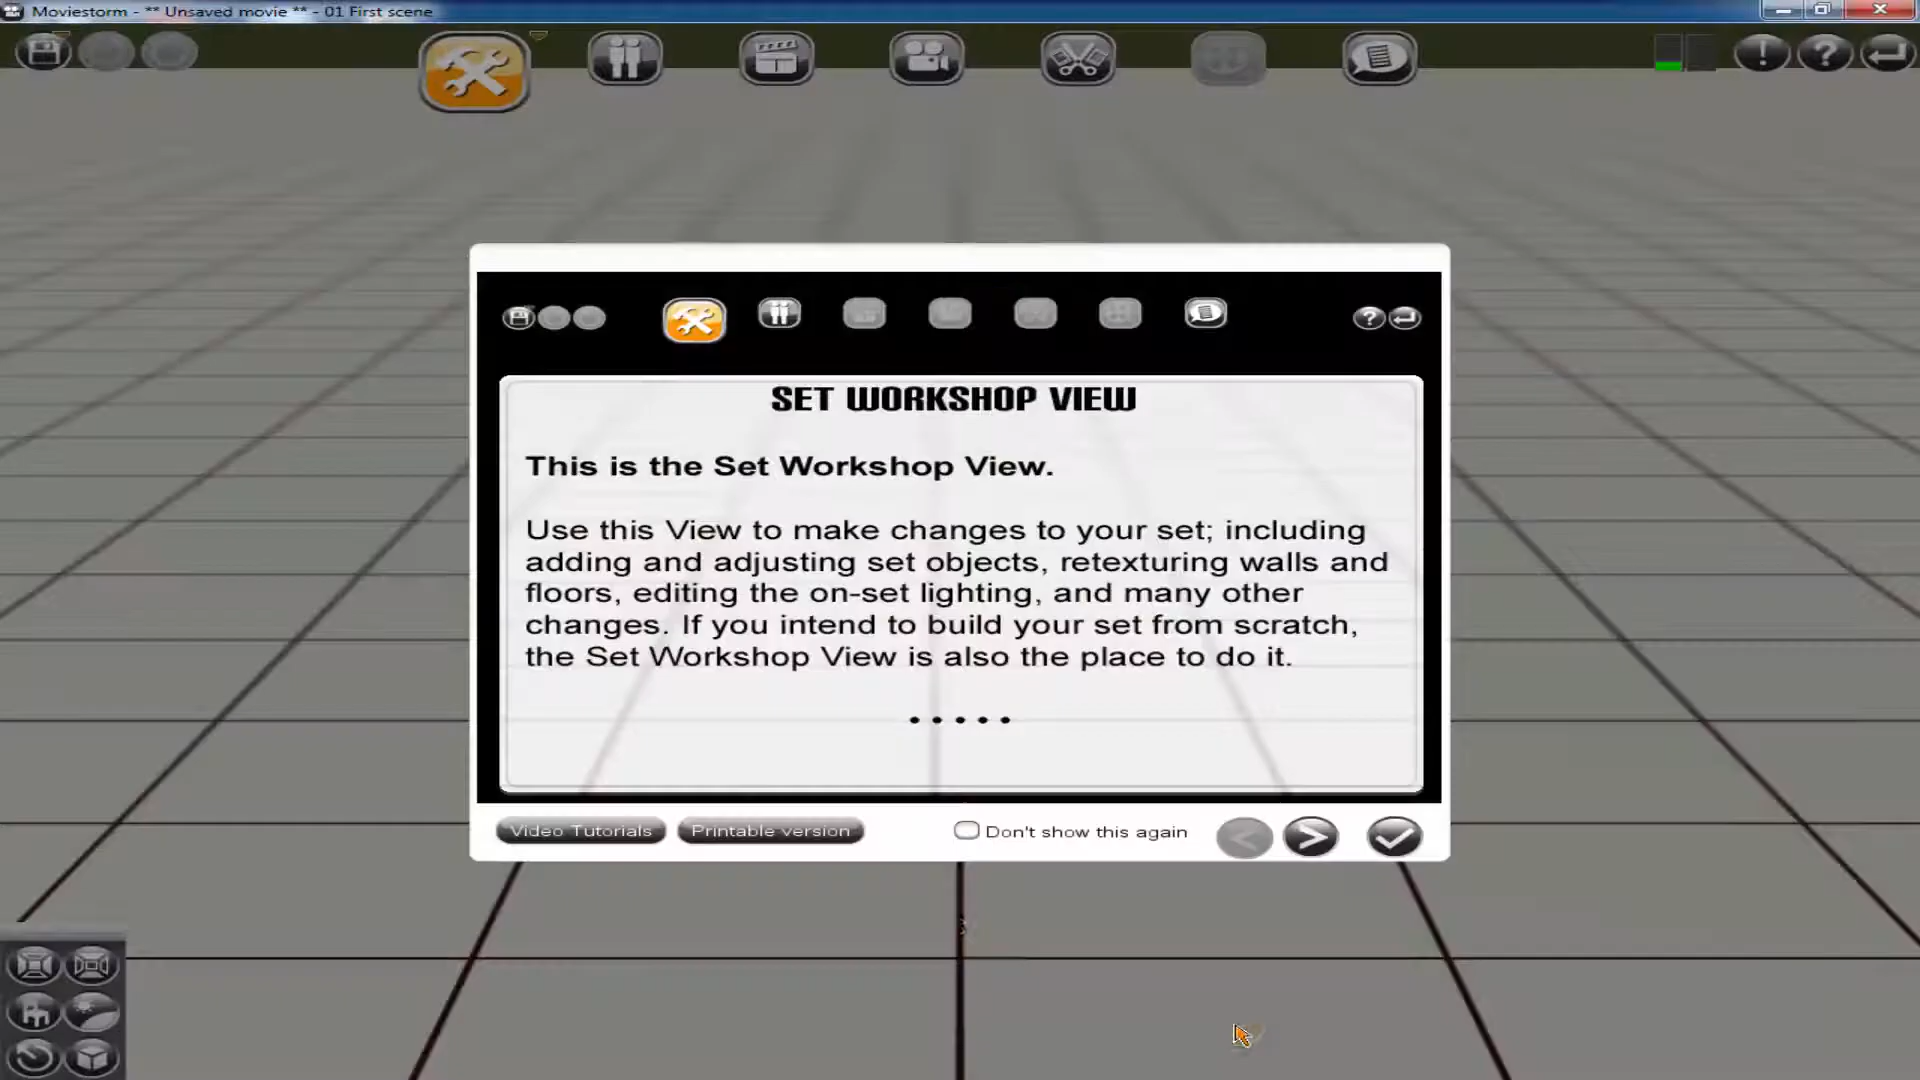 Moviestorm - ** Unsaved movie ** - 01 First scene
SET WORKSHOP VIEW
This is the Set Workshop View.
Use this View to make changes to your set; including
adding and adjusting set objects, retexturing walls and
floors, editing the on-set lighting, and many other
changes. If you intend to build your set from scratch,
the Set Workshop View is also the place to do it.
.....
Video Tutorials
Printable version
Don't show this again